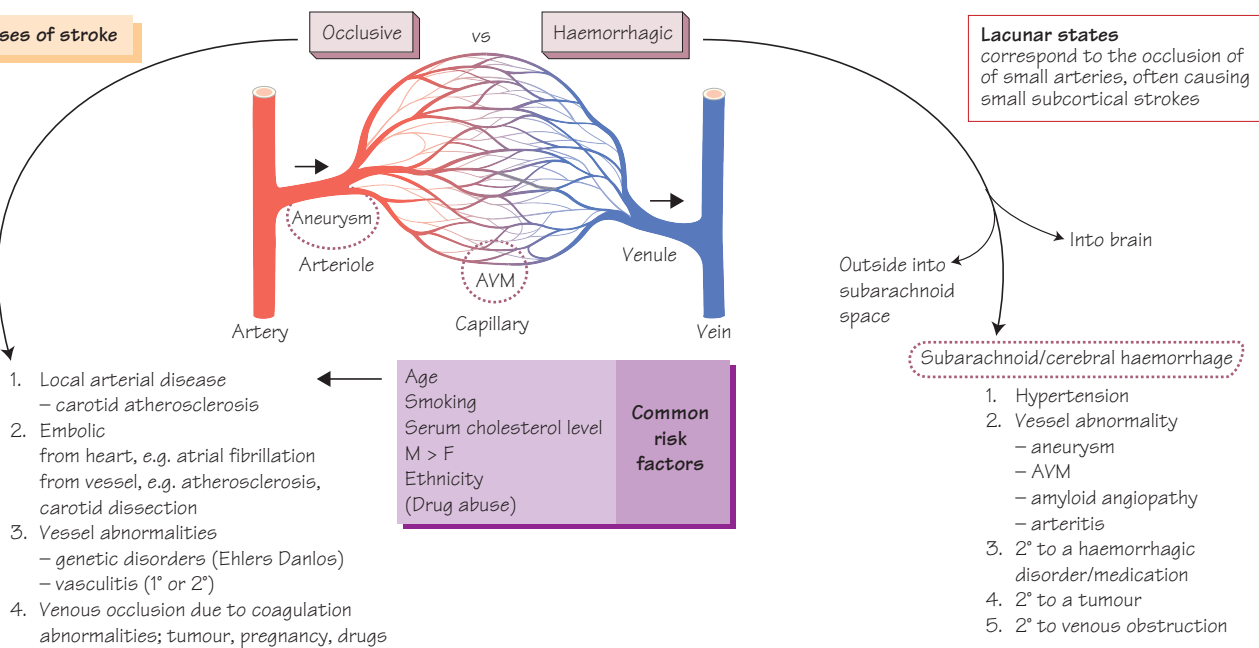 ses of stroke
Occlusive
vs
Haemorrhagic
Lacunar states
correspond to the occlusion of
of small arteries, often causing
small subcortical strokes
Aneurysm
Arteriole
AVM
Capillary
Venule
Artery
Vein
Into brain
Outside into
subarachnoid
space
1. Local arterial disease
– carotid atherosclerosis
2. Embolic
from heart, e.g. atrial fibrillation
from vessel, e.g. atherosclerosis,
carotid dissection
3. Vessel abnormalities
– genetic disorders (Ehlers Danlos)
– vasculitis (1° or 2°)
4. Venous occlusion due to coagulation
abnormalities; tumour, pregnancy, drugs
Age
Smoking
Serum cholesterol level
M > F
Ethnicity
(Drug abuse)
Common
risk
factors
Subarachnoid/cerebral haemorrhage
1. Hypertension
2. Vessel abnormality
– aneurysm
– AVM
– amyloid angiopathy
– arteritis
3. 2° to a haemorrhagic
disorder/medication
4. 2° to a tumour
5. 2° to venous obstruction